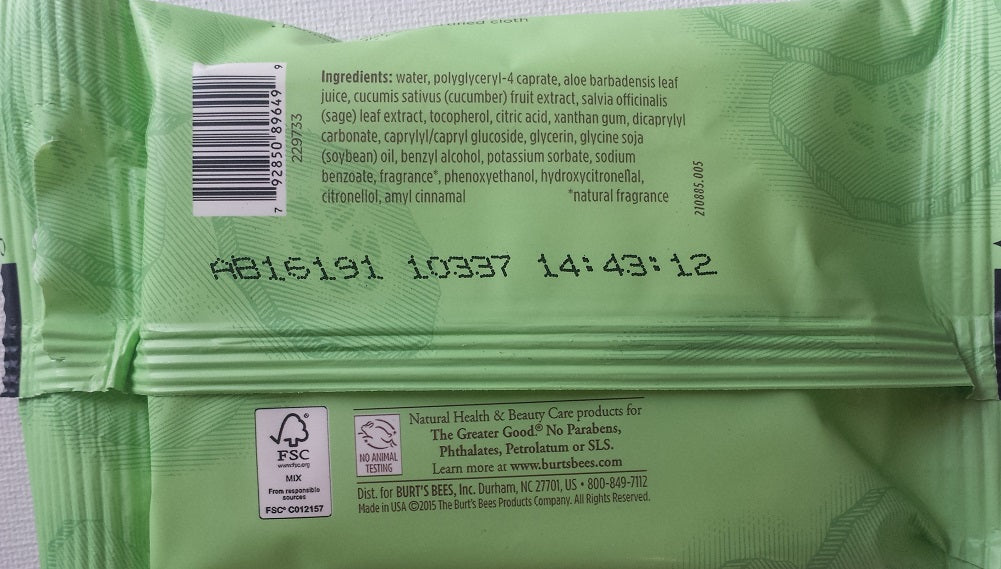 cloth
Ingredients: water, polyglyceryl-4 caprate, aloe barbadensis leaf
juice, cucumis sativus (cucumber) fruit extract, salvia officinalis
(sage) leaf extract, tocopherol, citric acid, xanthan gum, dicaprylyl
carbonate, caprylyl/capryl glucoside, glycerin, glycine soja
(soybean) oil, benzyl alcohol, potassium sorbate, sodium
benzoate, fragrance*, phenoxyethanol, hydroxycitronellal,
citronellol, amyl cinnamal *natural fragrance
7 92850 89649 9
229733
210885.005
AB16191 10337 14:43:12
FSC®
www.fsc.org
MIX
From responsible
sources
FSC® C012157
NO ANIMAL
TESTING
Natural Health & Beauty Care products for
The Greater Good.® No Parabens,
Phthalates, Petrolatum or SLS.
Learn more at www.burtsbees.com
Dist. for BURT'S BEES, Inc. Durham, NC 27701, US • 800-849-7112
Made in USA ©2015 The Burt's Bees Products Company. All Rights Reserved.